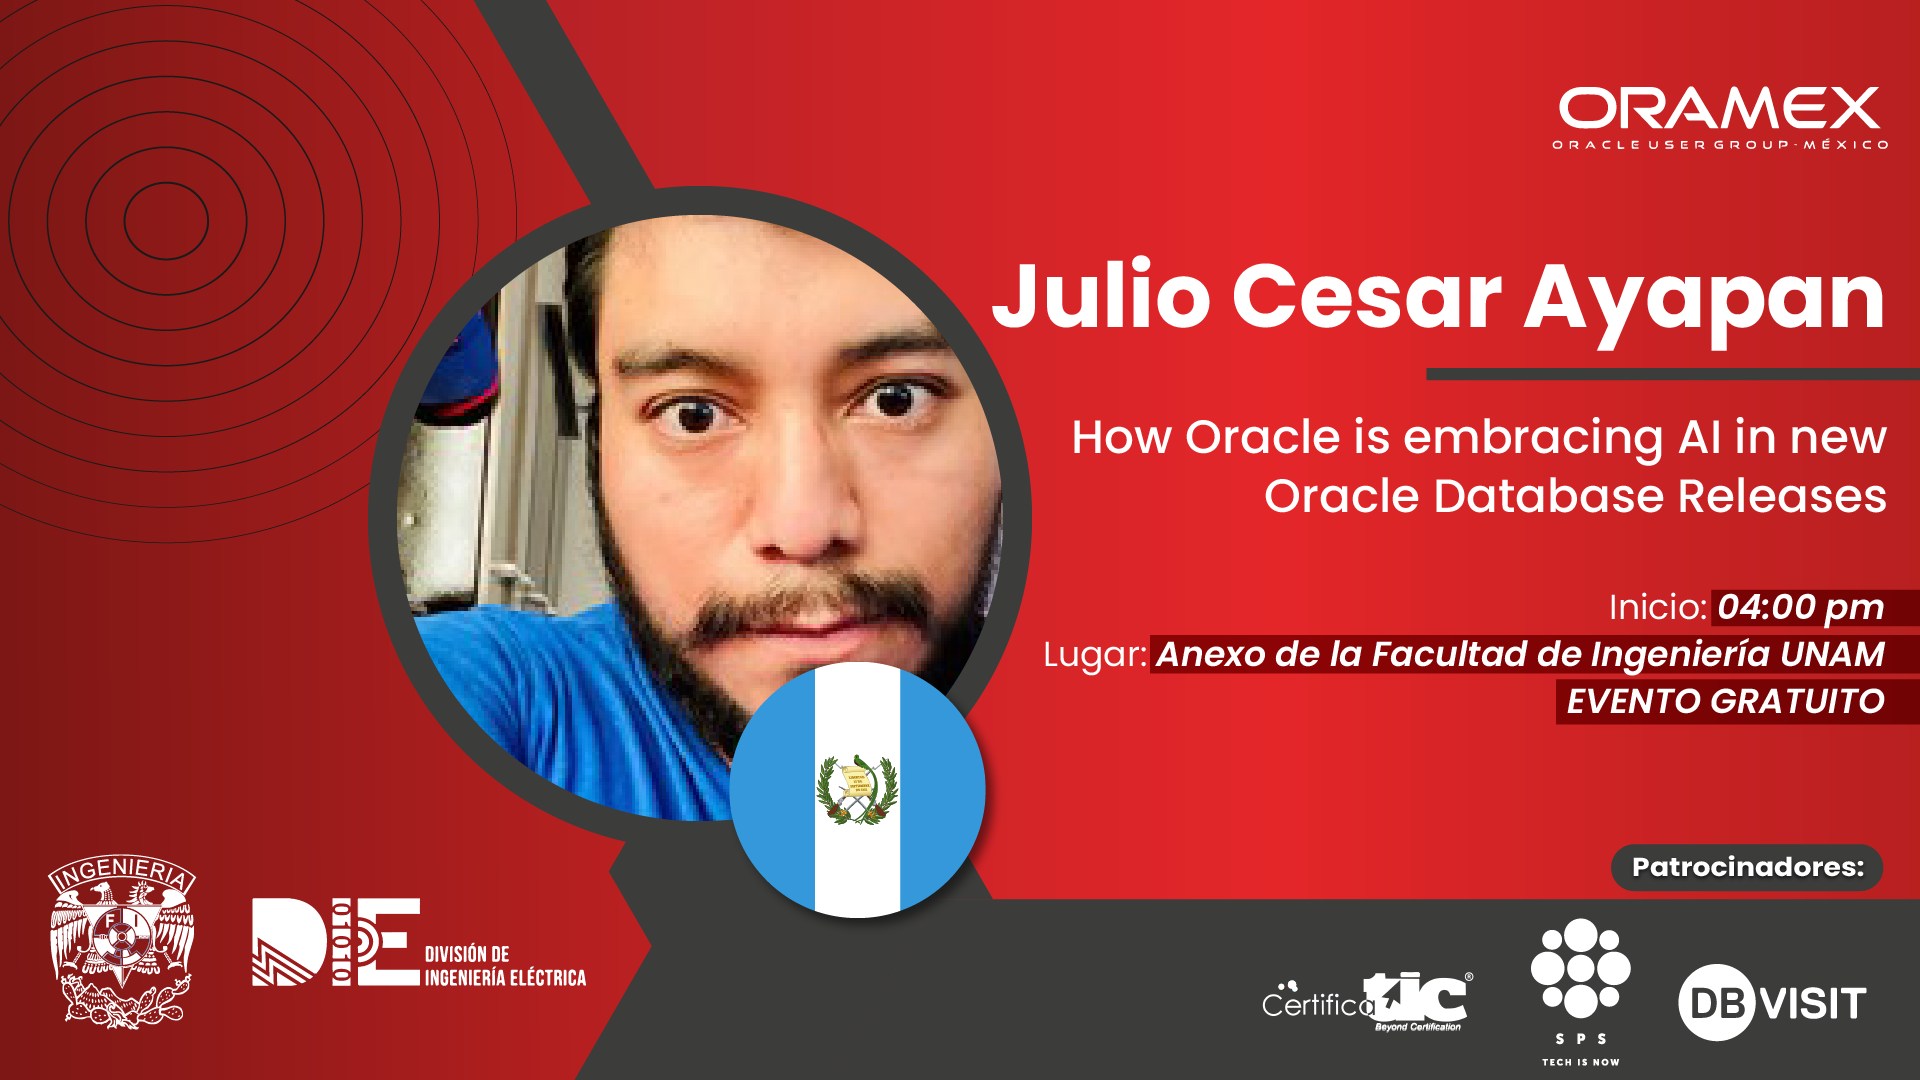 ORAMEX
ORACLE USER GROUP - MÉXICO
Julio Cesar Ayapan
How Oracle is embracing AI in new
Oracle Database Releases
Inicio: 04:00 pm
Lugar: Anexo de la Facultad de Ingeniería UNAM
EVENTO GRATUITO
Patrocinadores:
INGENIERIA
F I
DIE
010101
DIVISIÓN DE
INGENIERÍA ELÉCTRICA
Certificatic®
Beyond Certification
SPS
TECH IS NOW
DBVISIT